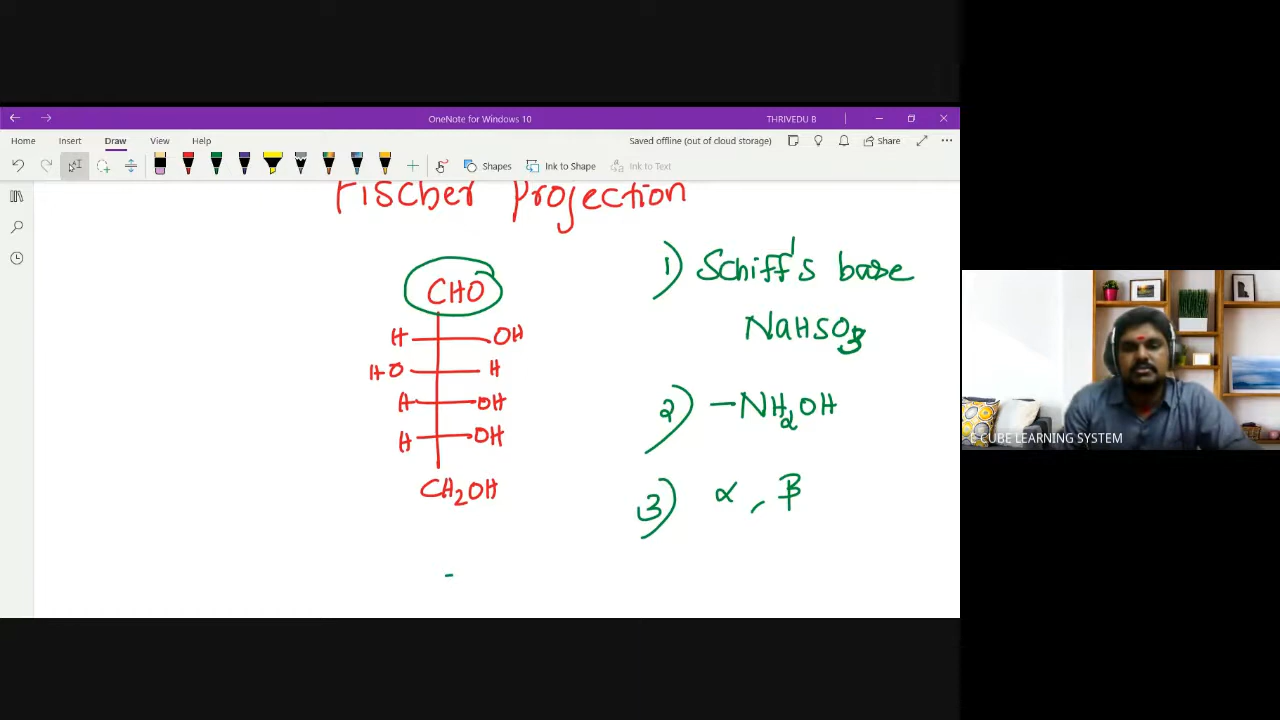 OneNote for Windows 10
THRIVEDU B
Home Insert Draw View Help
Saved offline (out of cloud storage)
Share
Shapes
Ink to Shape
Ink to Text
Fischer Projection
CHO
H OH
HO H
H OH
H OH
CH2OH
1) Schiff's base
NaHSO3
2) -NH2OH
3) α, β
E CUBE LEARNING SYSTEM